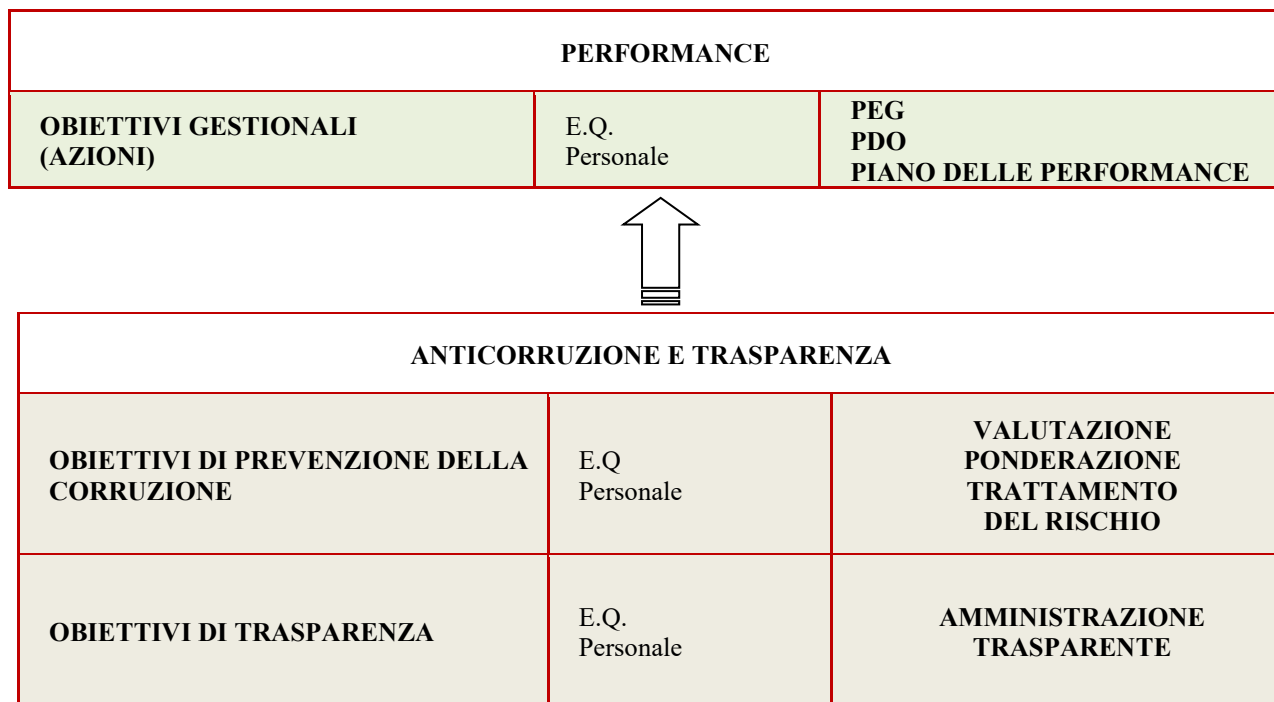 PERFORMANCE
OBIETTIVI GESTIONALI
(AZIONI)
E.Q.
Personale
PEG
PDO
PIANO DELLE PERFORMANCE
ANTICORRUZIONE E TRASPARENZA
OBIETTIVI DI PREVENZIONE DELLA
CORRUZIONE
E.Q
Personale
VALUTAZIONE
PONDERAZIONE
TRATTAMENTO
DEL RISCHIO
OBIETTIVI DI TRASPARENZA
E.Q.
Personale
AMMINISTRAZIONE
TRASPARENTE